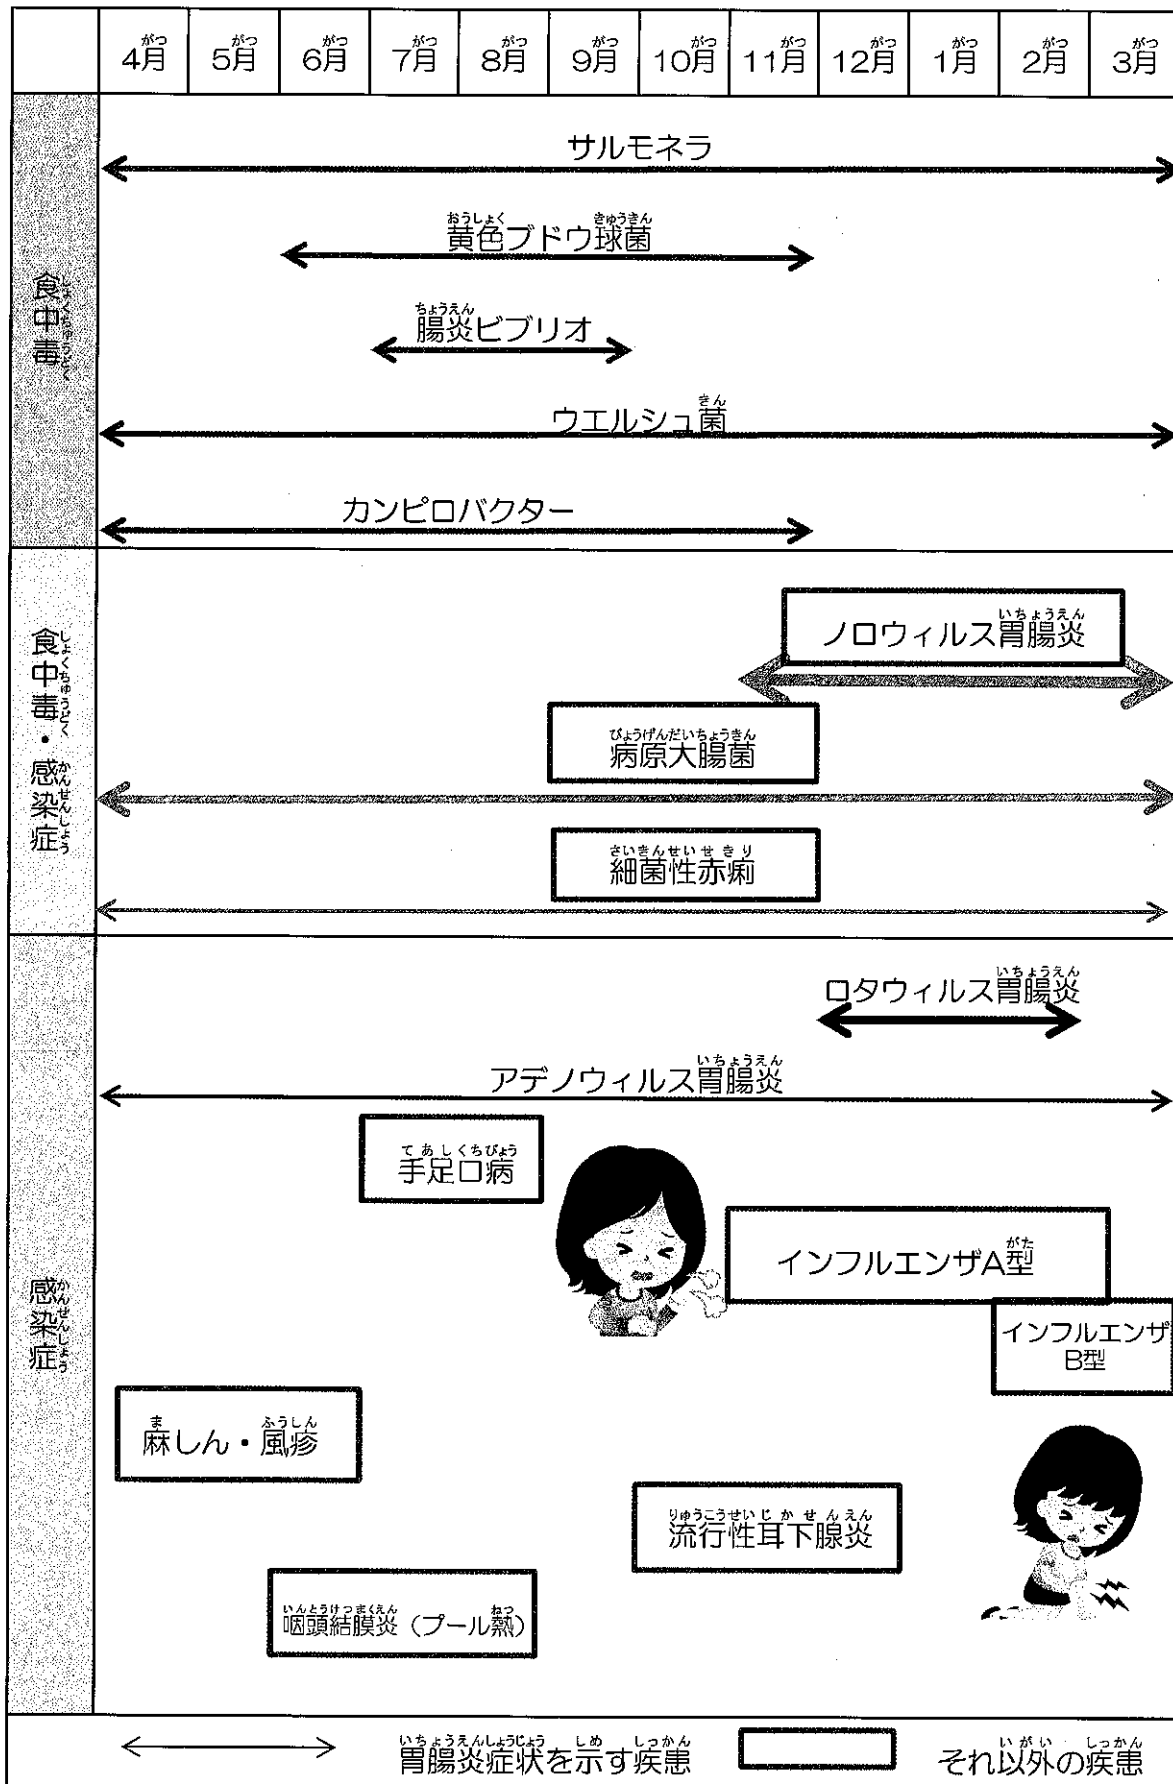 4月 5月 6月 7月 8月 9月 10月 11月 12月 1月 2月 3月
食中毒
サルモネラ
黄色ブドウ球菌
腸炎ビブリオ
ウエルシュ菌
カンピロバクター
食中毒・感染症
ノロウィルス胃腸炎
病原大腸菌
細菌性赤痢
感染症
ロタウィルス胃腸炎
アデノウィルス胃腸炎
手足口病
インフルエンザA型
インフルエンザ
B型
麻しん・風疹
流行性耳下腺炎
咽頭結膜炎（プール熱）
胃腸炎症状を示す疾患 それ以外の疾患